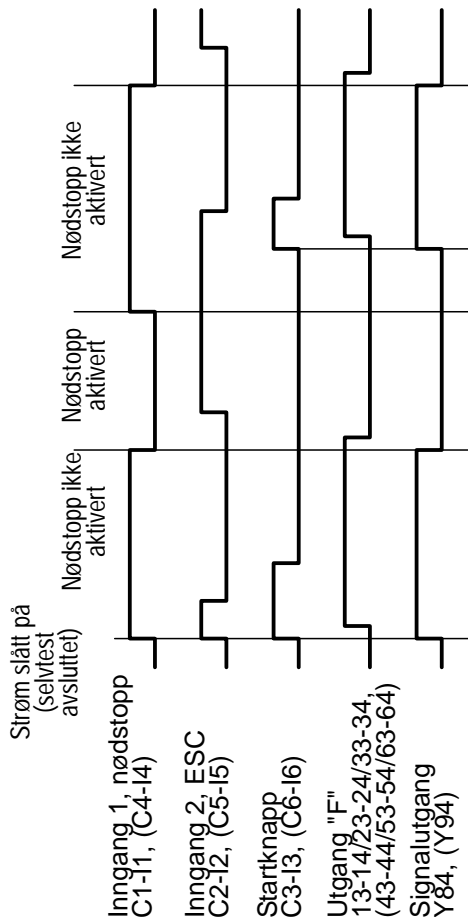 Strøm slått på
(selvtest
avsluttet)
Nødstopp ikke
aktivert
Nødstopp
aktivert
Nødstopp ikke
aktivert
Inngang 1, nødstopp
C1-I1, (C4-I4)
Inngang 2, ESC
C2-I2, (C5-I5)
Startknapp
C3-I3, (C6-I6)
Utgang "F"
13-14/23-24/33-34,
(43-44/53-54/63-64)
Signalutgang
Y84, (Y94)